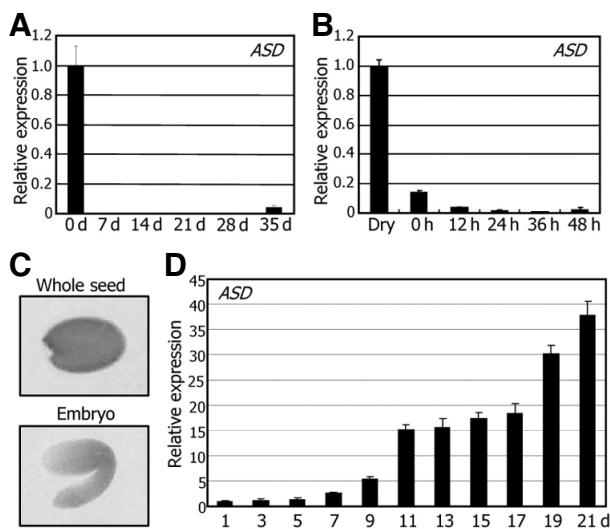 A
ASD
Relative expression
1.2
1.0
0.8
0.6
0.4
0.2
0
0 d 7 d 14 d 21 d 28 d 35 d
B
ASD
Relative expression
1.2
1.0
0.8
0.6
0.4
0.2
0
Dry 0 h 12 h 24 h 36 h 48 h
C
Whole seed
Embryo
D
ASD
Relative expression
45
40
35
30
25
20
15
10
5
0
1 3 5 7 9 11 13 15 17 19 21 d